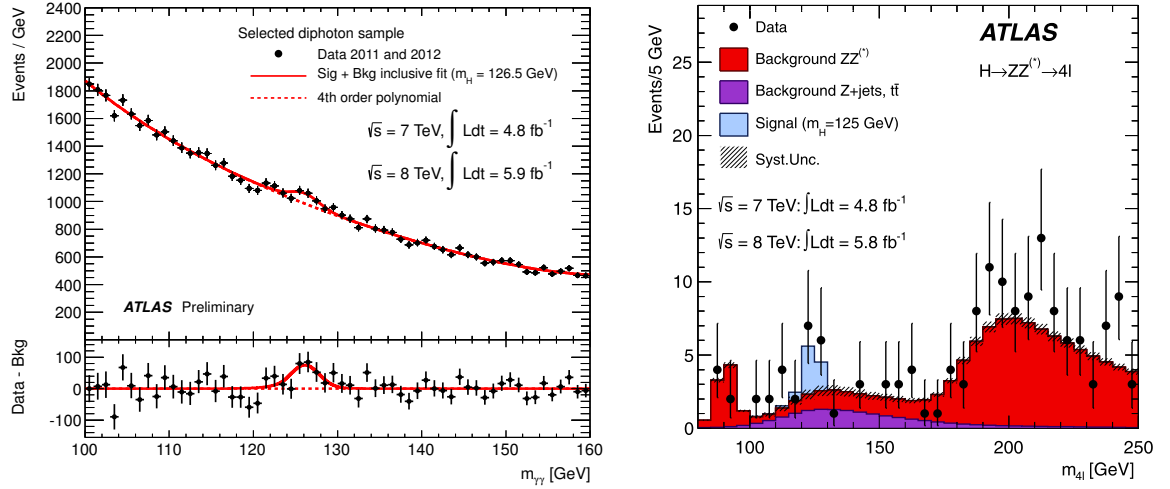 Selected diphoton sample
Data 2011 and 2012
Sig + Bkg inclusive fit (m_H = 126.5 GeV)
4th order polynomial
√s = 7 TeV, ∫ Ldt = 4.8 fb⁻¹
√s = 8 TeV, ∫ Ldt = 5.9 fb⁻¹
ATLAS Preliminary
Events / GeV
2400
2200
2000
1800
1600
1400
1200
1000
800
600
400
200
Data - Bkg
100
0
-100
100 110 120 130 140 150 160
m_γγ [GeV]
ATLAS
H→ZZ⁽*⁾→4l
Data
Background ZZ⁽*⁾
Background Z+jets, tt̄
Signal (m_H=125 GeV)
Syst.Unc.
√s = 7 TeV:∫Ldt = 4.8 fb⁻¹
√s = 8 TeV:∫Ldt = 5.8 fb⁻¹
Events/5 GeV
25
20
15
10
5
0
100 150 200 250
m_4l [GeV]